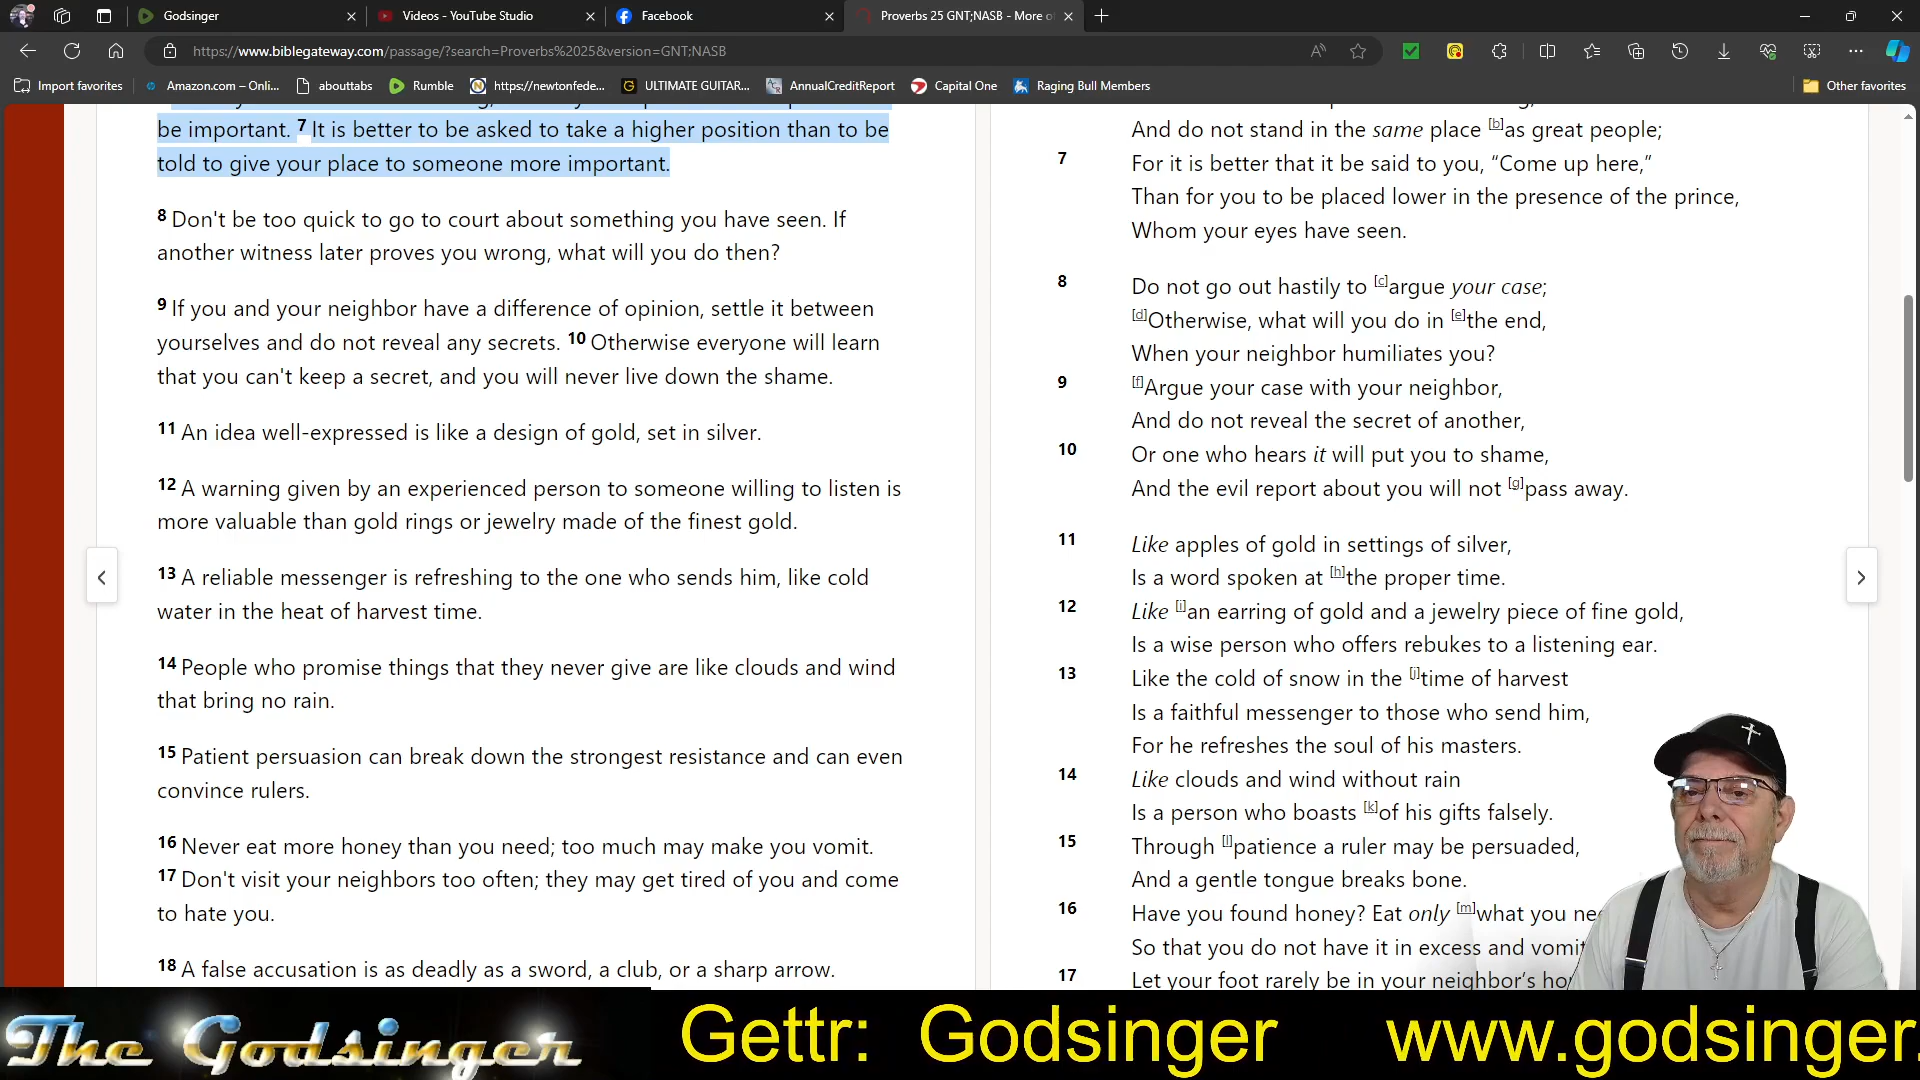 Godsinger
Videos - YouTube Studio
Facebook
Proverbs 25 GNT;NASB - More o
https://www.biblegateway.com/passage/?search=Proverbs%2025&version=GNT;NASB
Import favorites
Amazon.com – Onli...
abouttabs
Rumble
https://newtonfede...
ULTIMATE GUITAR...
AnnualCreditReport
Capital One
Raging Bull Members
Other favorites
be important. 7 It is better to be asked to take a higher position than to be
told to give your place to someone more important.
8 Don't be too quick to go to court about something you have seen. If
another witness later proves you wrong, what will you do then?
9 If you and your neighbor have a difference of opinion, settle it between
yourselves and do not reveal any secrets. 10 Otherwise everyone will learn
that you can't keep a secret, and you will never live down the shame.
11 An idea well-expressed is like a design of gold, set in silver.
12 A warning given by an experienced person to someone willing to listen is
more valuable than gold rings or jewelry made of the finest gold.
13 A reliable messenger is refreshing to the one who sends him, like cold
water in the heat of harvest time.
14 People who promise things that they never give are like clouds and wind
that bring no rain.
15 Patient persuasion can break down the strongest resistance and can even
convince rulers.
16 Never eat more honey than you need; too much may make you vomit.
17 Don't visit your neighbors too often; they may get tired of you and come
to hate you.
18 A false accusation is as deadly as a sword, a club, or a sharp arrow.
And do not stand in the same place [b]as great people;
7 For it is better that it be said to you, “Come up here,”
Than for you to be placed lower in the presence of the prince,
Whom your eyes have seen.
8 Do not go out hastily to [c]argue your case;
[d]Otherwise, what will you do in [e]the end,
When your neighbor humiliates you?
9 [f]Argue your case with your neighbor,
And do not reveal the secret of another,
10 Or one who hears it will put you to shame,
And the evil report about you will not [g]pass away.
11 Like apples of gold in settings of silver,
Is a word spoken at [h]the proper time.
12 Like [i]an earring of gold and a jewelry piece of fine gold,
Is a wise person who offers rebukes to a listening ear.
13 Like the cold of snow in the [j]time of harvest
Is a faithful messenger to those who send him,
For he refreshes the soul of his masters.
14 Like clouds and wind without rain
Is a person who boasts [k]of his gifts falsely.
15 Through [l]patience a ruler may be persuaded,
And a gentle tongue breaks bone.
16 Have you found honey? Eat only [m]what you nee
So that you do not have it in excess and vomit
17 Let your foot rarely be in your neighbor’s ho
The Godsinger
Gettr: Godsinger
www.godsinger.